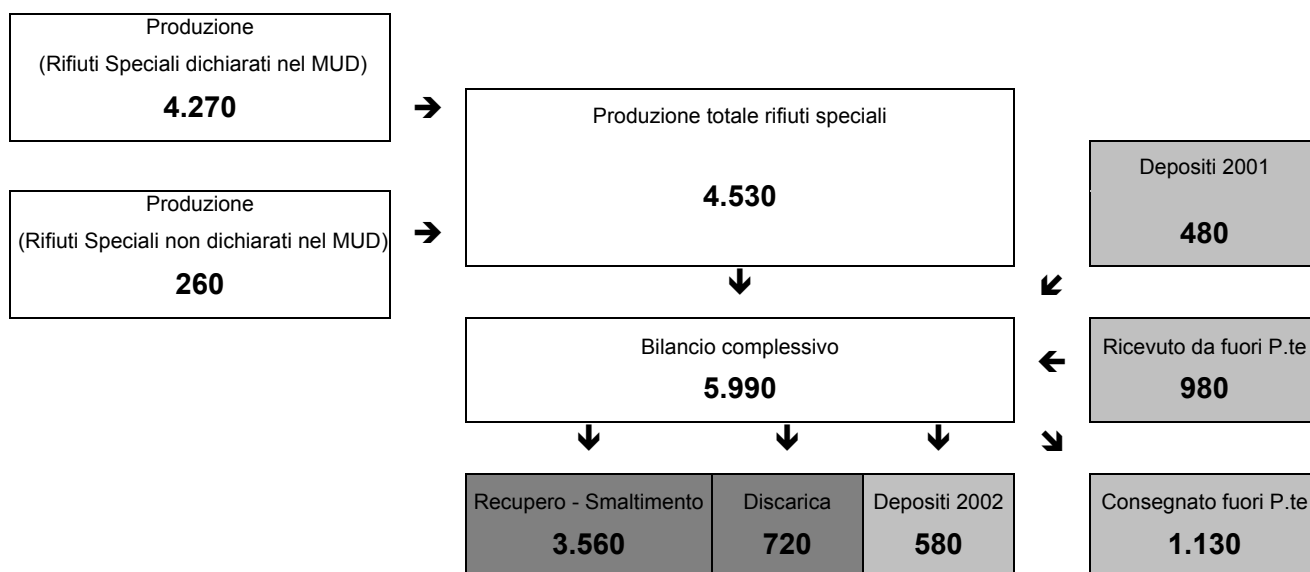 Produzione
(Rifiuti Speciali dichiarati nel MUD)
4.270
Produzione totale rifiuti speciali
4.530
Depositi 2001
480
Produzione
(Rifiuti Speciali non dichiarati nel MUD)
260
Bilancio complessivo
5.990
Ricevuto da fuori P.te
980
Recupero - Smaltimento
3.560
Discarica
720
Depositi 2002
580
Consegnato fuori P.te
1.130